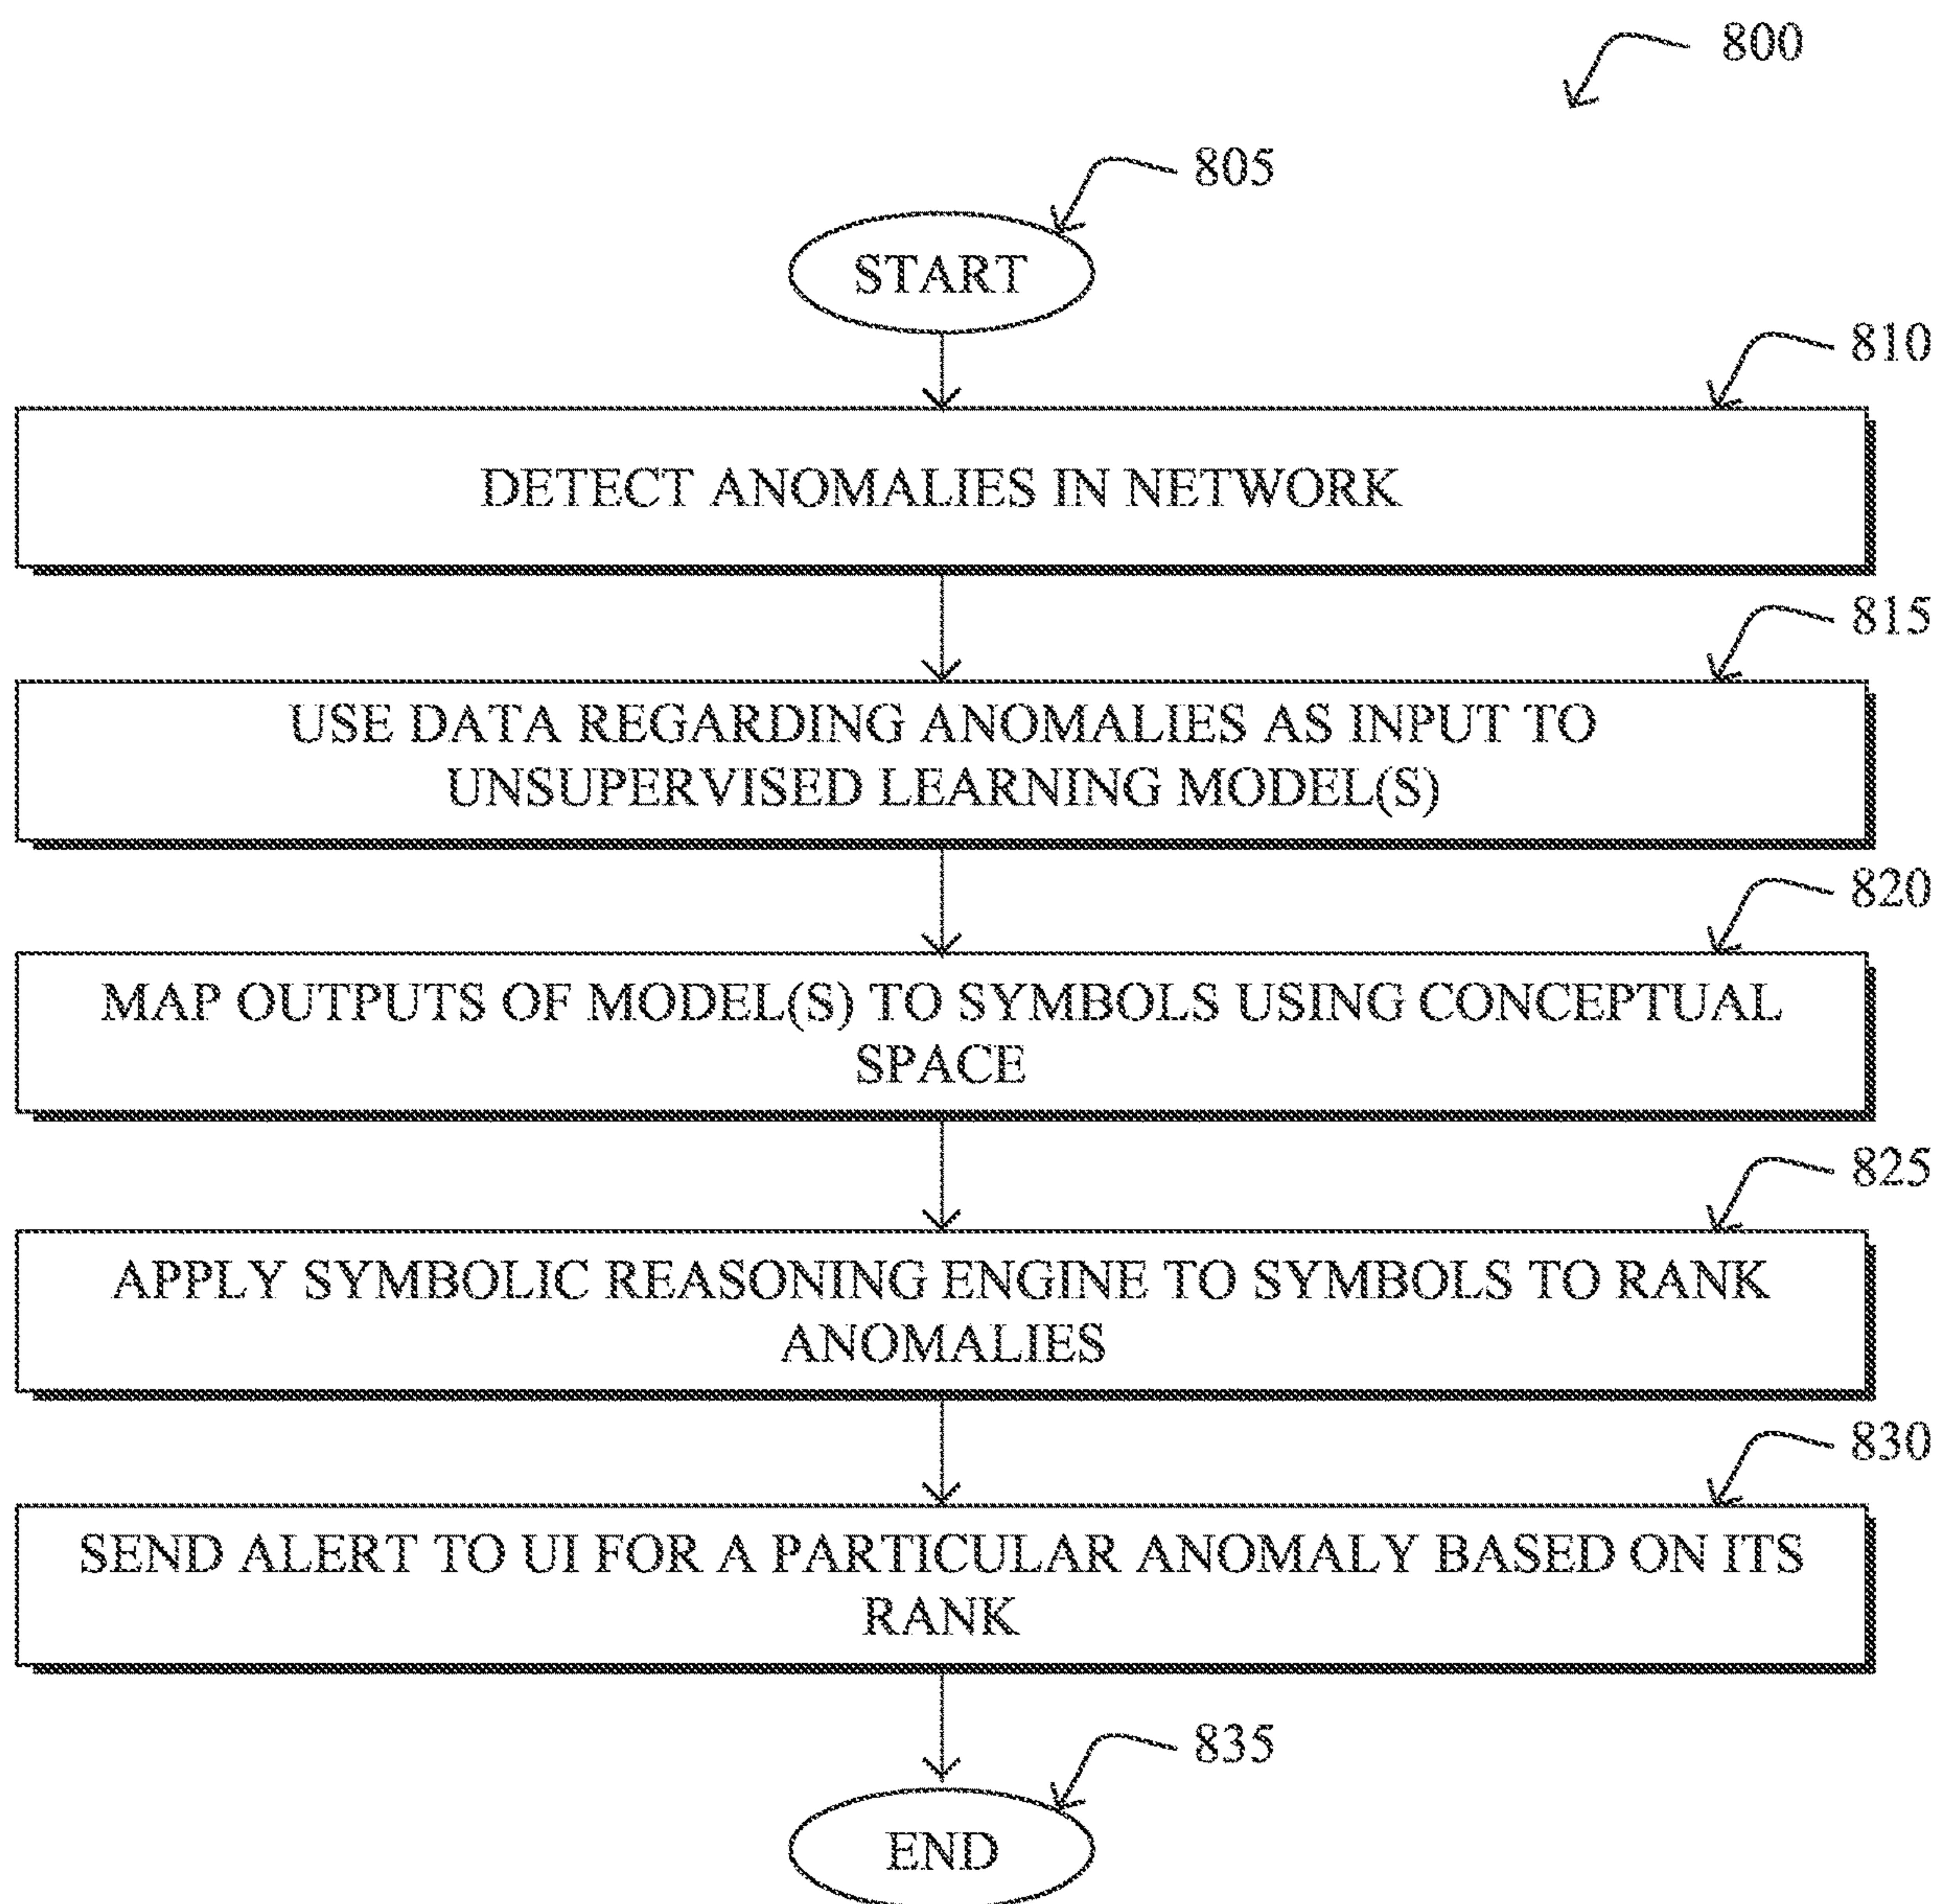 800
805
START
810
DETECT ANOMALIES IN NETWORK
815
USE DATA REGARDING ANOMALIES AS INPUT TO
UNSUPERVISED LEARNING MODEL(S)
820
MAP OUTPUTS OF MODEL(S) TO SYMBOLS USING CONCEPTUAL
SPACE
825
APPLY SYMBOLIC REASONING ENGINE TO SYMBOLS TO RANK
ANOMALIES
830
SEND ALERT TO UI FOR A PARTICULAR ANOMALY BASED ON ITS
RANK
835
END